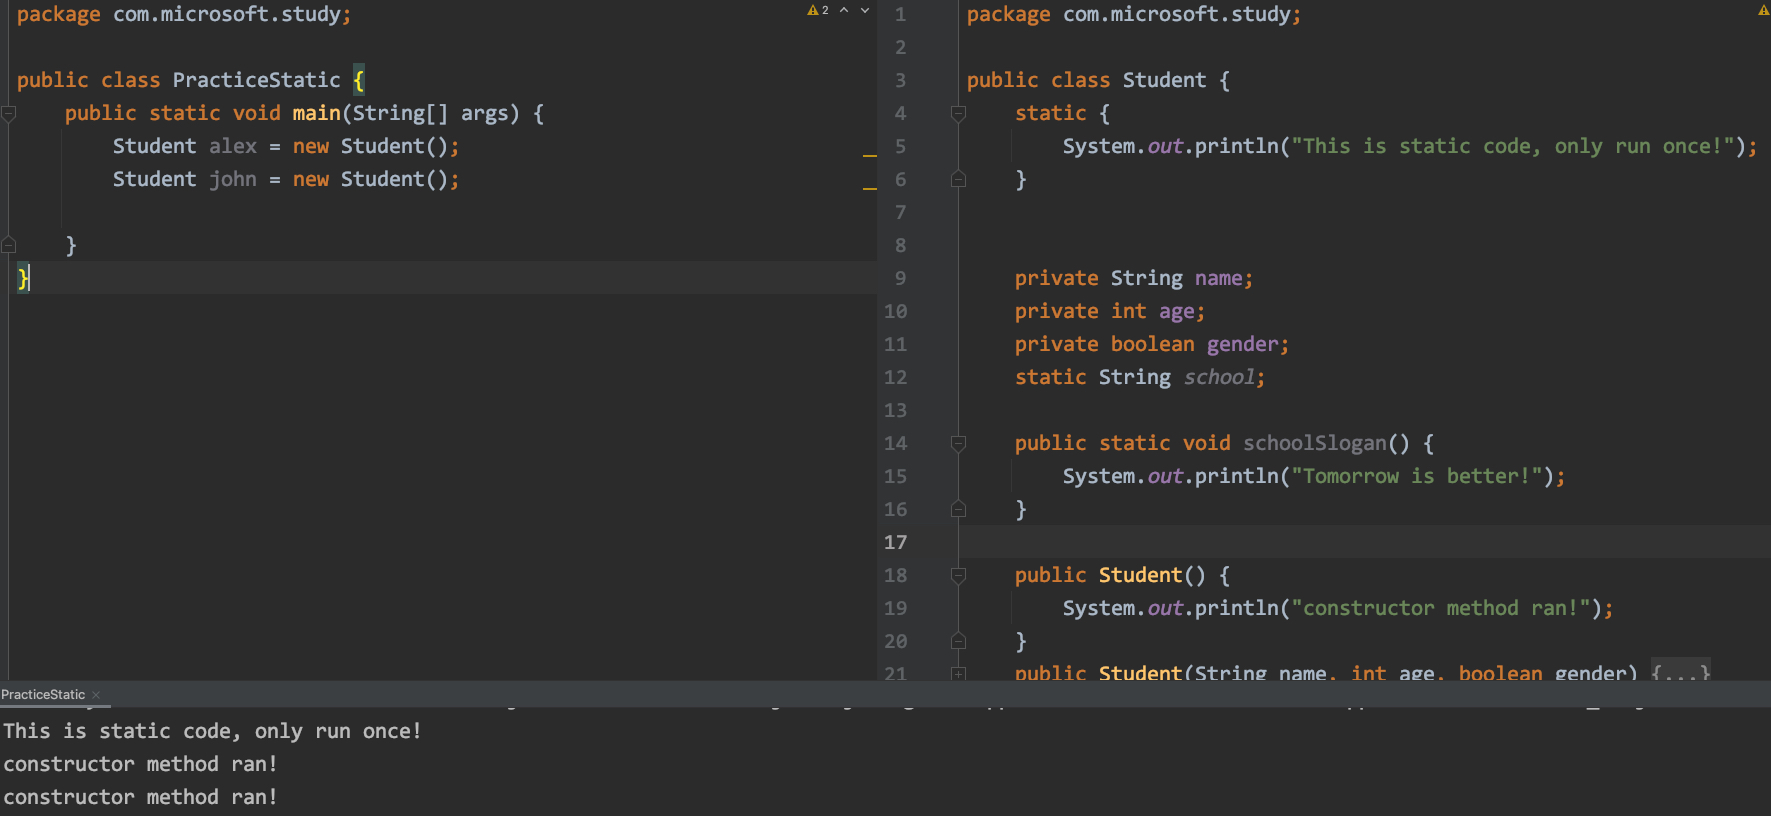 package com.microsoft.study;
2
public class PracticeStatic {
public static void main(String[] args) {
Student alex = new Student();
Student john = new Student();
}
}
1 package com.microsoft.study;
2
3 public class Student {
4 static {
5 System.out.println("This is static code, only run once!");
6 }
7
8
9 private String name;
10 private int age;
11 private boolean gender;
12 static String school;
13
14 public static void schoolSlogan() {
15 System.out.println("Tomorrow is better!");
16 }
17
18 public Student() {
19 System.out.println("constructor method ran!");
20 }
21 public Student(String name, int age, boolean gender) {...}
PracticeStatic ×
This is static code, only run once!
constructor method ran!
constructor method ran!